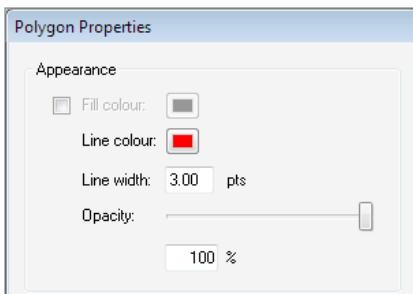 Polygon Properties
Appearance
Fill colour:
Line colour:
Line width: 3.00 pts
Opacity:
100 %